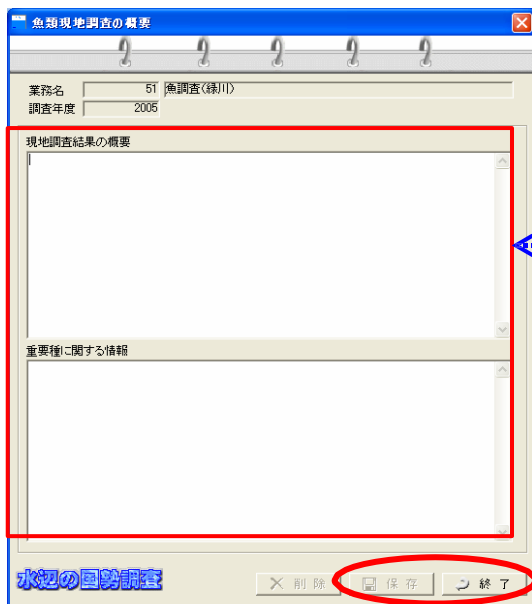 魚類現地調査の概要
業務名 51 魚調査(緑川)
調査年度 2005
現地調査結果の概要
重要種に関する情報
水辺の国勢調査 削除 保存 終了